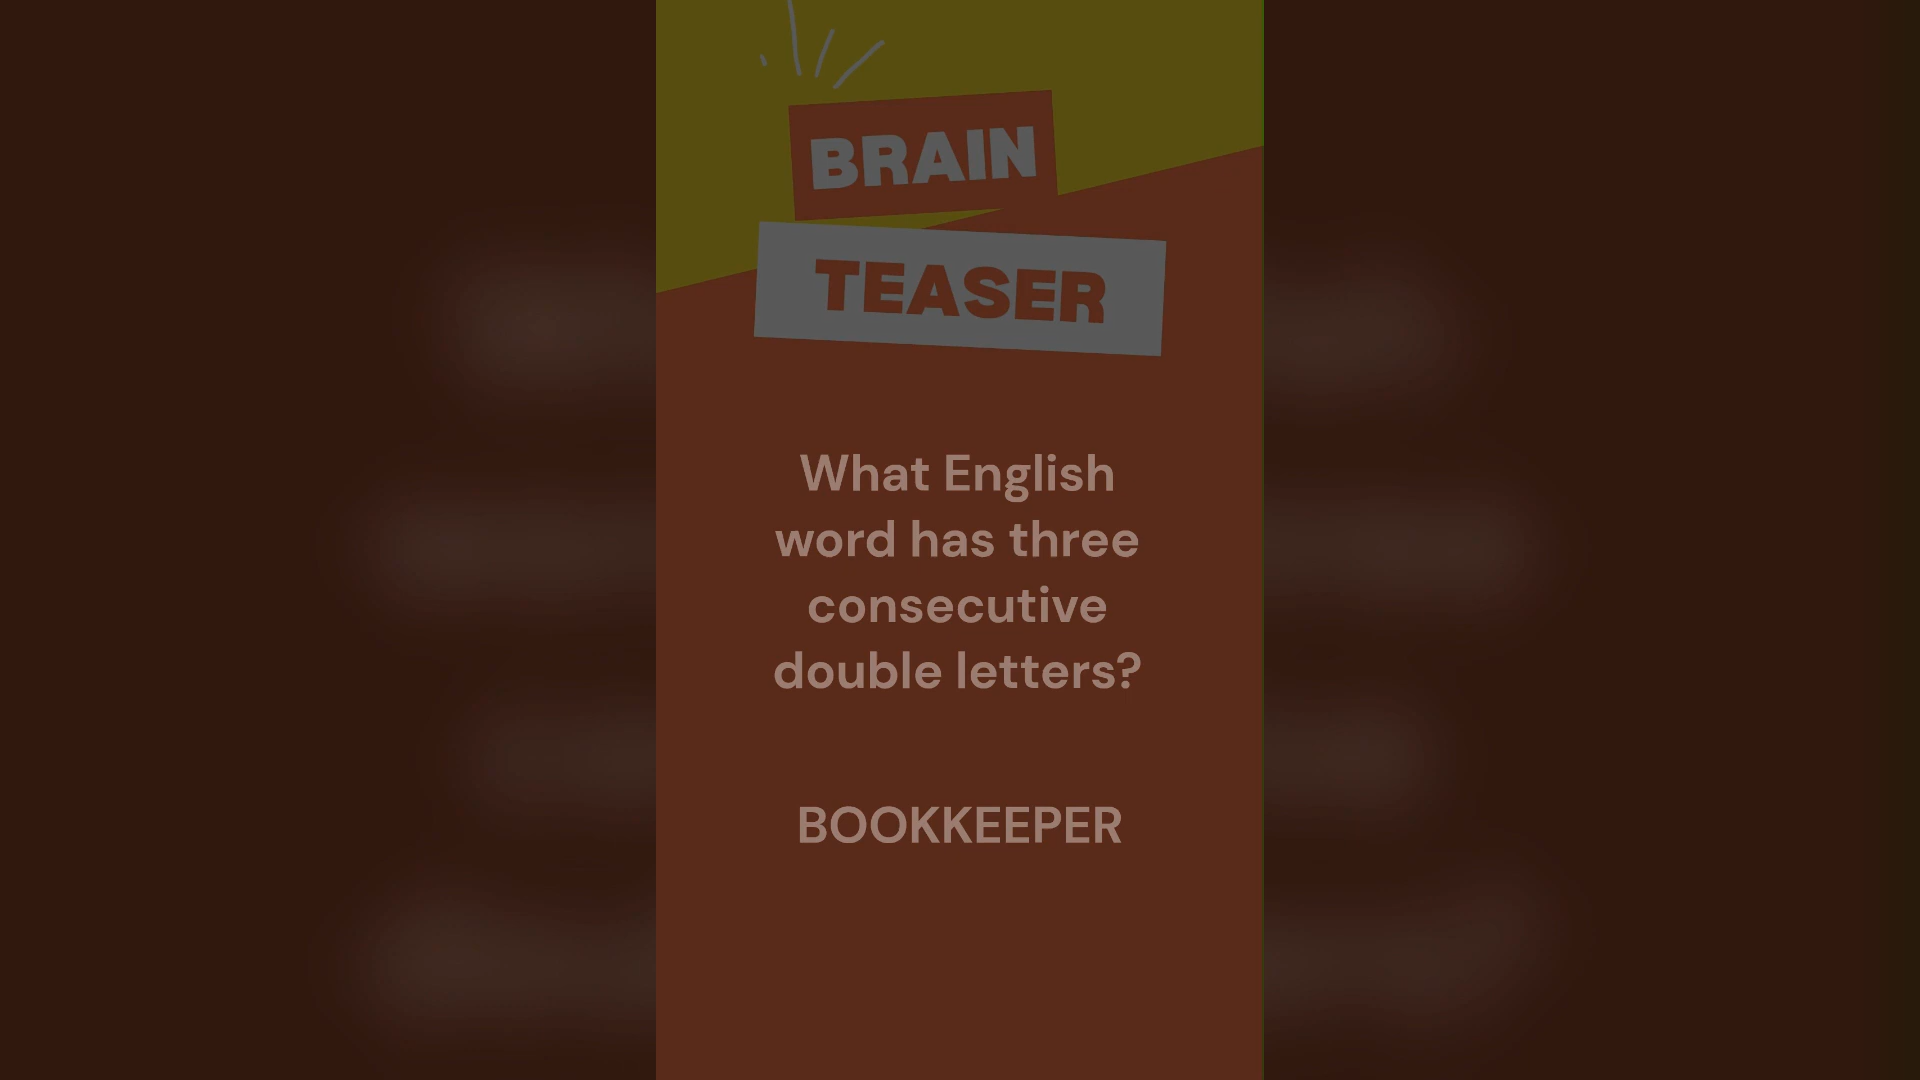 BRAIN
TEASER
What English
word has three
consecutive
double letters?
BOOKKEEPER